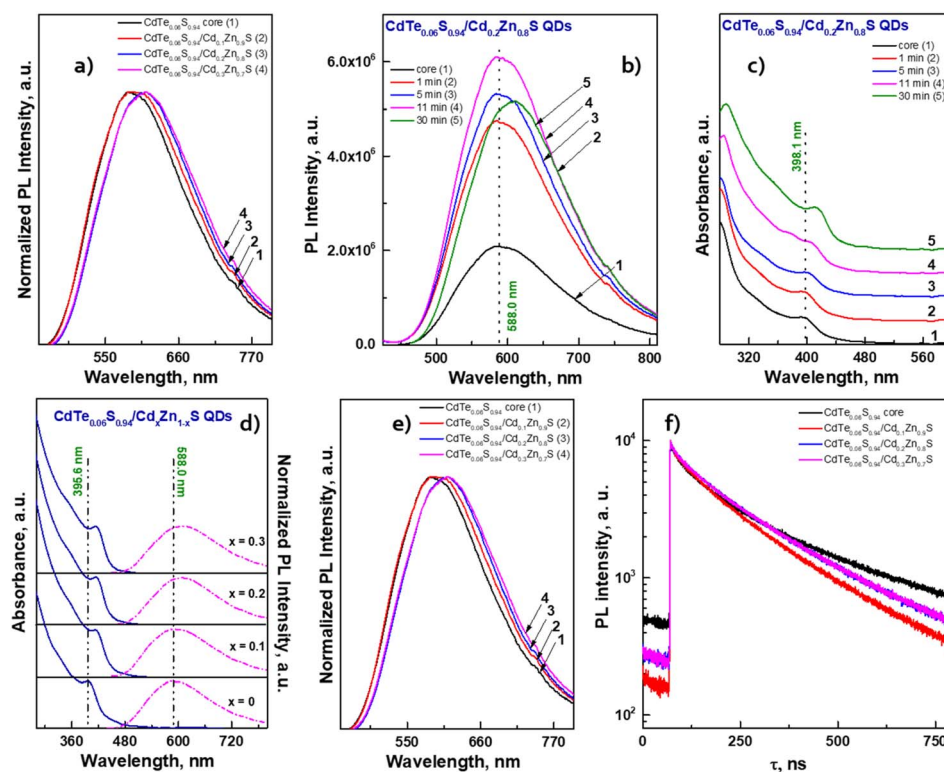 a)
CdTe0.06S0.94 core (1)
CdTe0.06S0.94/Cd0.1Zn0.9S (2)
CdTe0.06S0.94/Cd0.2Zn0.8S (3)
CdTe0.06S0.94/Cd0.3Zn0.7S (4)
Normalized PL Intensity, a.u.
4
3
2
1
550 660 770
Wavelength, nm
CdTe0.06S0.94/Cd0.2Zn0.8S QDs
b)
core (1)
1 min (2)
5 min (3)
11 min (4)
30 min (5)
PL Intensity, a.u.
6.0x10^6
4.0x10^6
2.0x10^6
0.0
5
4
3
2
1
588.0 nm
500 600 700 800
Wavelength, nm
CdTe0.06S0.94/Cd0.2Zn0.8S QDs
c)
core (1)
1 min (2)
5 min (3)
11 min (4)
30 min (5)
398.1 nm
Absorbance, a.u.
5
4
3
2
1
320 400 480 560
Wavelength, nm
CdTe0.06S0.94/CdxZn1-xS QDs
d)
395.6 nm
588.0 nm
Absorbance, a.u.
Normalized PL Intensity, a.u.
x = 0.3
x = 0.2
x = 0.1
x = 0
360 480 600 720
Wavelength, nm
e)
CdTe0.06S0.94 core (1)
CdTe0.06S0.94/Cd0.1Zn0.9S (2)
CdTe0.06S0.94/Cd0.2Zn0.8S (3)
CdTe0.06S0.94/Cd0.3Zn0.7S (4)
Normalized PL Intensity, a.u.
4
3
2
1
550 660 770
Wavelength, nm
f)
CdTe0.06S0.94 core
CdTe0.06S0.94/Cd0.1Zn0.9S
CdTe0.06S0.94/Cd0.2Zn0.8S
CdTe0.06S0.94/Cd0.3Zn0.7S
PL intensity, a. u.
10^4
10^3
10^2
0 250 500 750
τ, ns